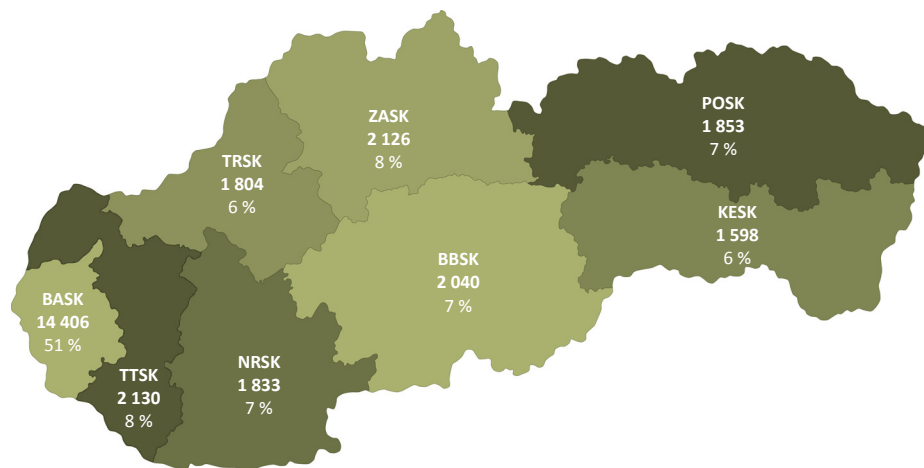 POSK
1 853
7 %
ZASK
2 126
8 %
TRSK
1 804
6 %
KESK
1 598
6 %
BBSK
2 040
7 %
BASK
14 406
51 %
NRSK
1 833
7 %
TTSK
2 130
8 %